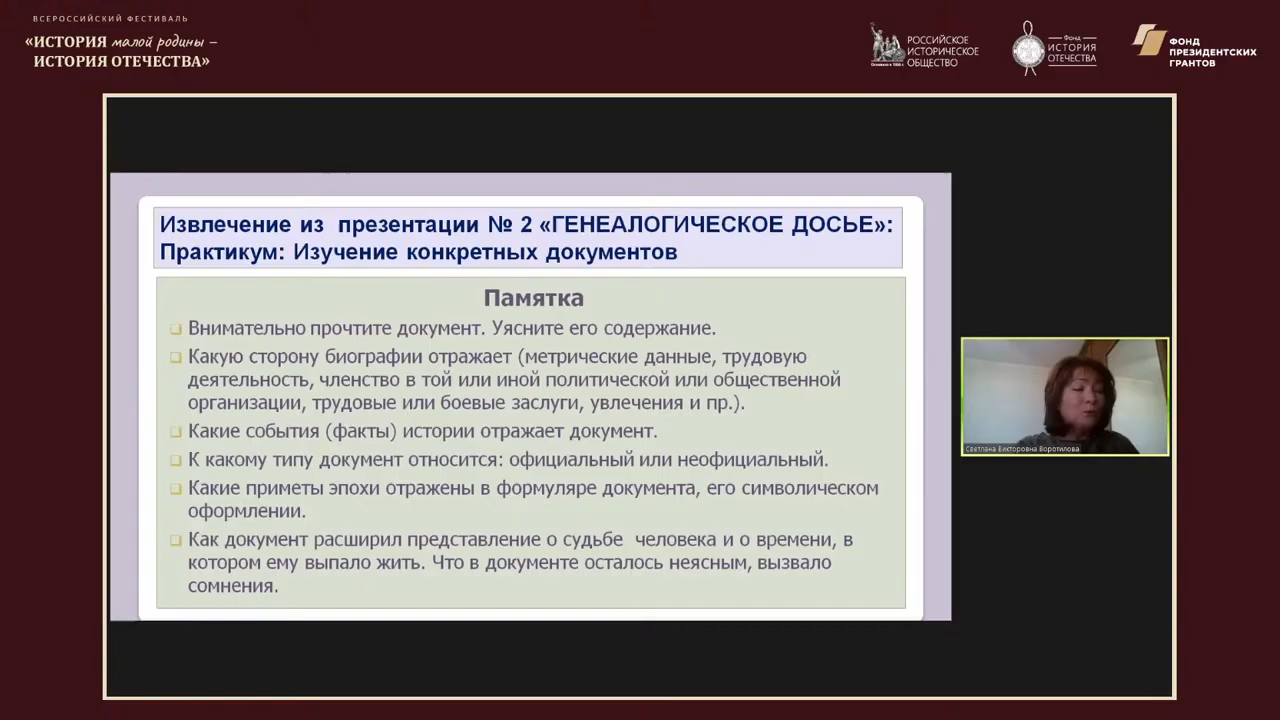 ВСЕРОССИЙСКИЙ ФЕСТИВАЛЬ
«ИСТОРИЯ малой родины –
ИСТОРИЯ ОТЕЧЕСТВА»
РОССИЙСКОЕ
ИСТОРИЧЕСКОЕ
ОБЩЕСТВО
Основано в 1866 г.
Фонд
ИСТОРИЯ
ОТЕЧЕСТВА
ФОНД
ПРЕЗИДЕНТСКИХ
ГРАНТОВ
Извлечение из презентации № 2 «ГЕНЕАЛОГИЧЕСКОЕ ДОСЬЕ»:
Практикум: Изучение конкретных документов
Памятка
Внимательно прочтите документ. Уясните его содержание.
Какую сторону биографии отражает (метрические данные, трудовую
деятельность, членство в той или иной политической или общественной
организации, трудовые или боевые заслуги, увлечения и пр.).
Какие события (факты) истории отражает документ.
К какому типу документ относится: официальный или неофициальный.
Какие приметы эпохи отражены в формуляре документа, его символическом
оформлении.
Как документ расширил представление о судьбе человека и о времени, в
котором ему выпало жить. Что в документе осталось неясным, вызвало
сомнения.
Светлана Викторовна Воротилова